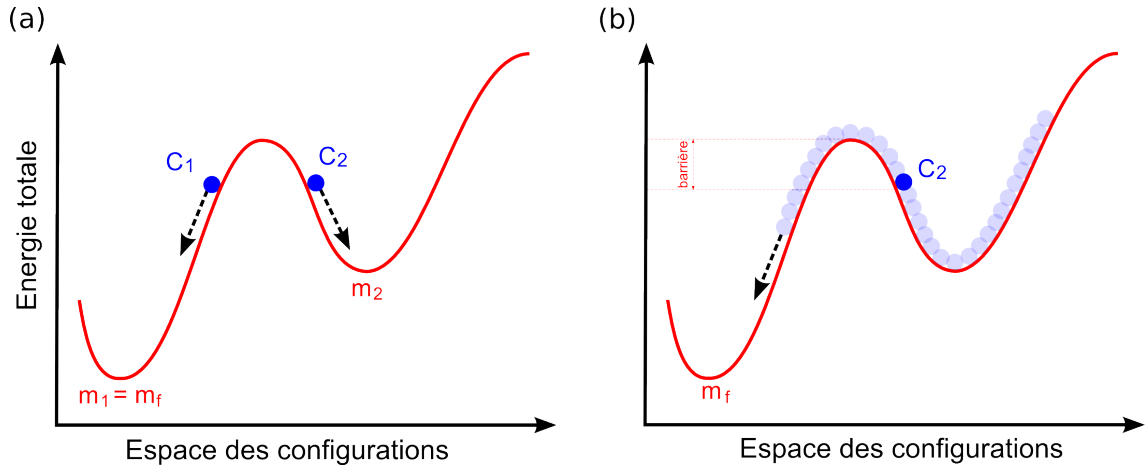 (a)
Energie totale
C1
C2
m2
m1 = mf
Espace des configurations
(b)
barrière
C2
mf
Espace des configurations